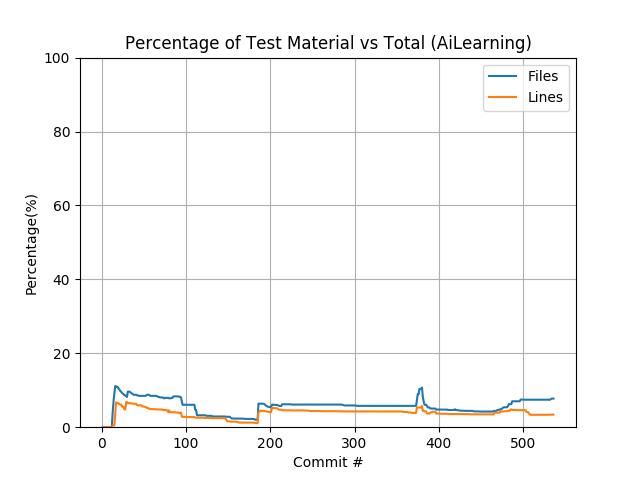 Percentage of Test Material vs Total (AiLearning)
Files
Lines
100
80
60
40
20
0
Percentage(%)
0 100 200 300 400 500
Commit #